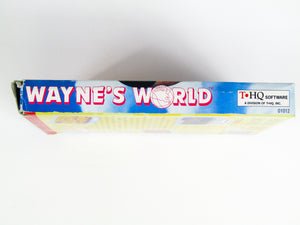 WAYNE'S WORLD
T·HQ SOFTWARE
A DIVISION OF T-HQ, INC.
01012